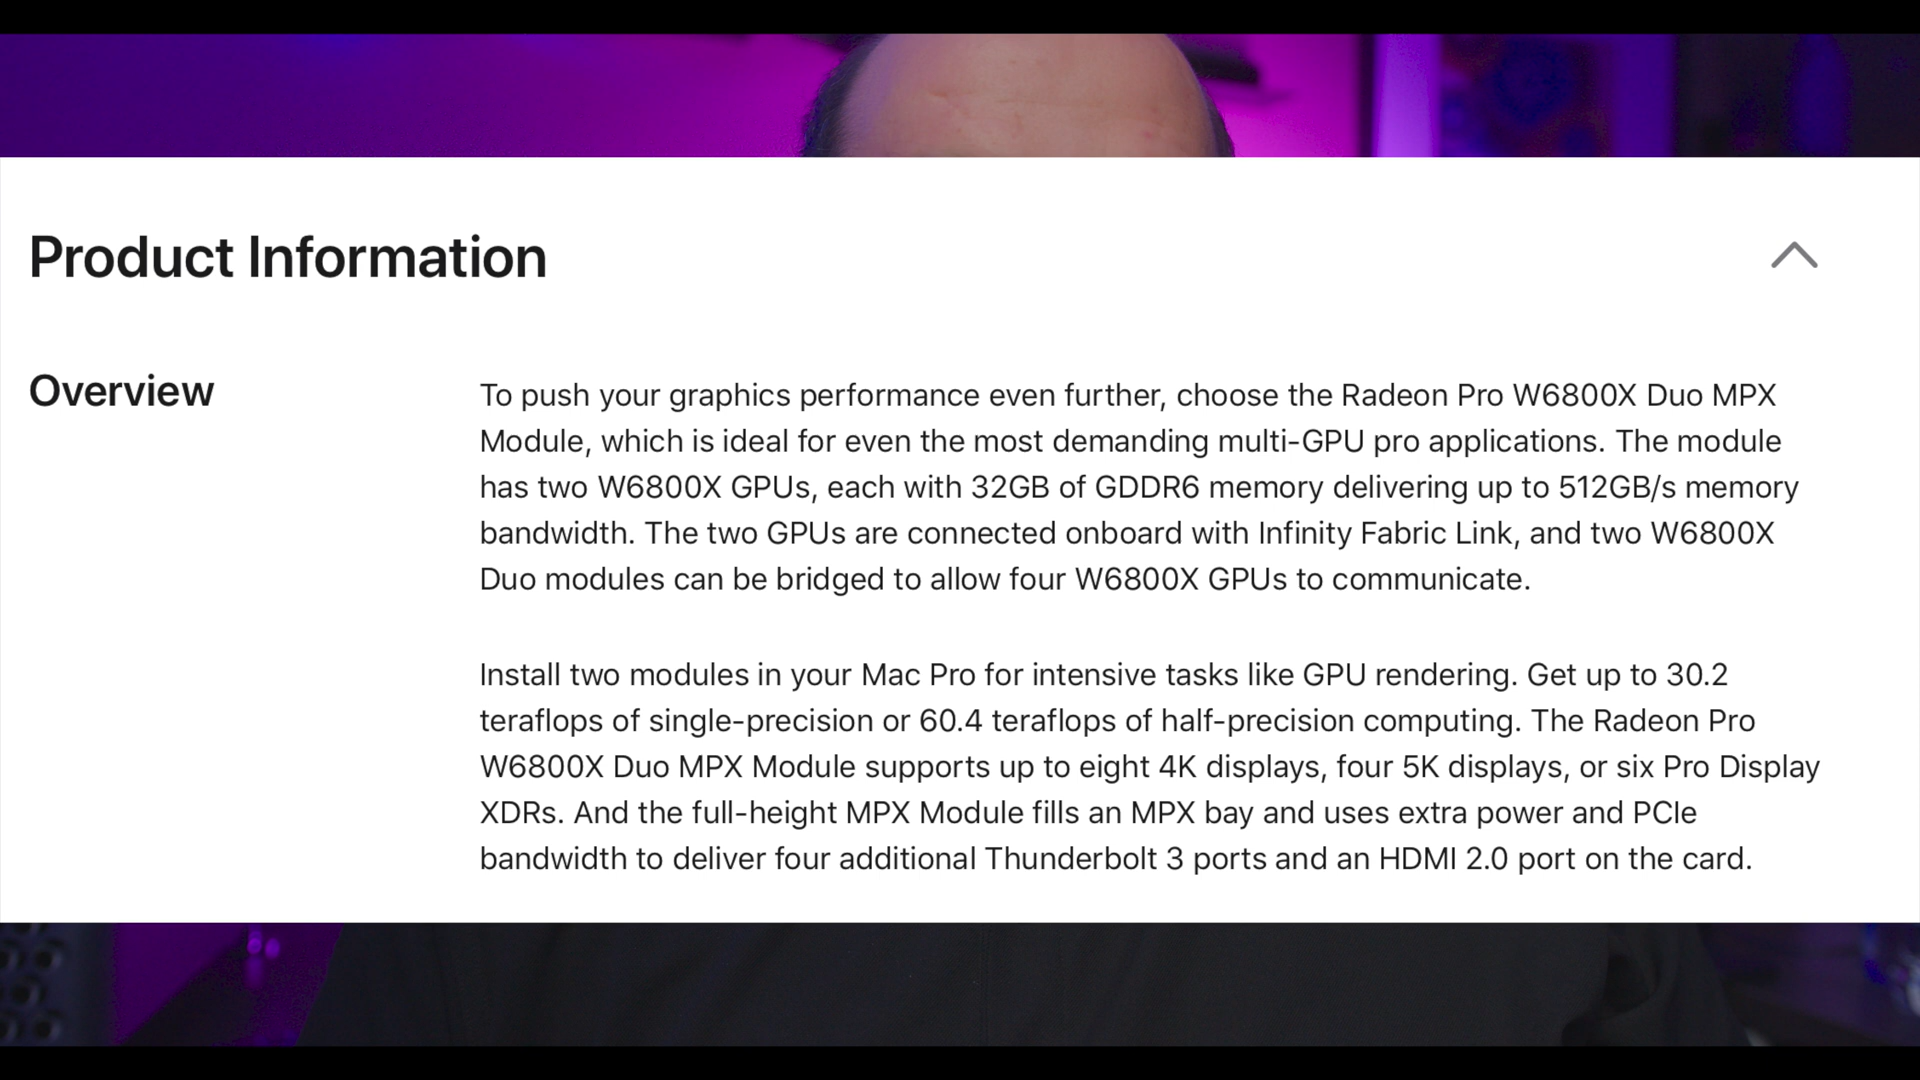 Product Information
Overview
To push your graphics performance even further, choose the Radeon Pro W6800X Duo MPX
Module, which is ideal for even the most demanding multi-GPU pro applications. The module
has two W6800X GPUs, each with 32GB of GDDR6 memory delivering up to 512GB/s memory
bandwidth. The two GPUs are connected onboard with Infinity Fabric Link, and two W6800X
Duo modules can be bridged to allow four W6800X GPUs to communicate.
Install two modules in your Mac Pro for intensive tasks like GPU rendering. Get up to 30.2
teraflops of single-precision or 60.4 teraflops of half-precision computing. The Radeon Pro
W6800X Duo MPX Module supports up to eight 4K displays, four 5K displays, or six Pro Display
XDRs. And the full-height MPX Module fills an MPX bay and uses extra power and PCIe
bandwidth to deliver four additional Thunderbolt 3 ports and an HDMI 2.0 port on the card.